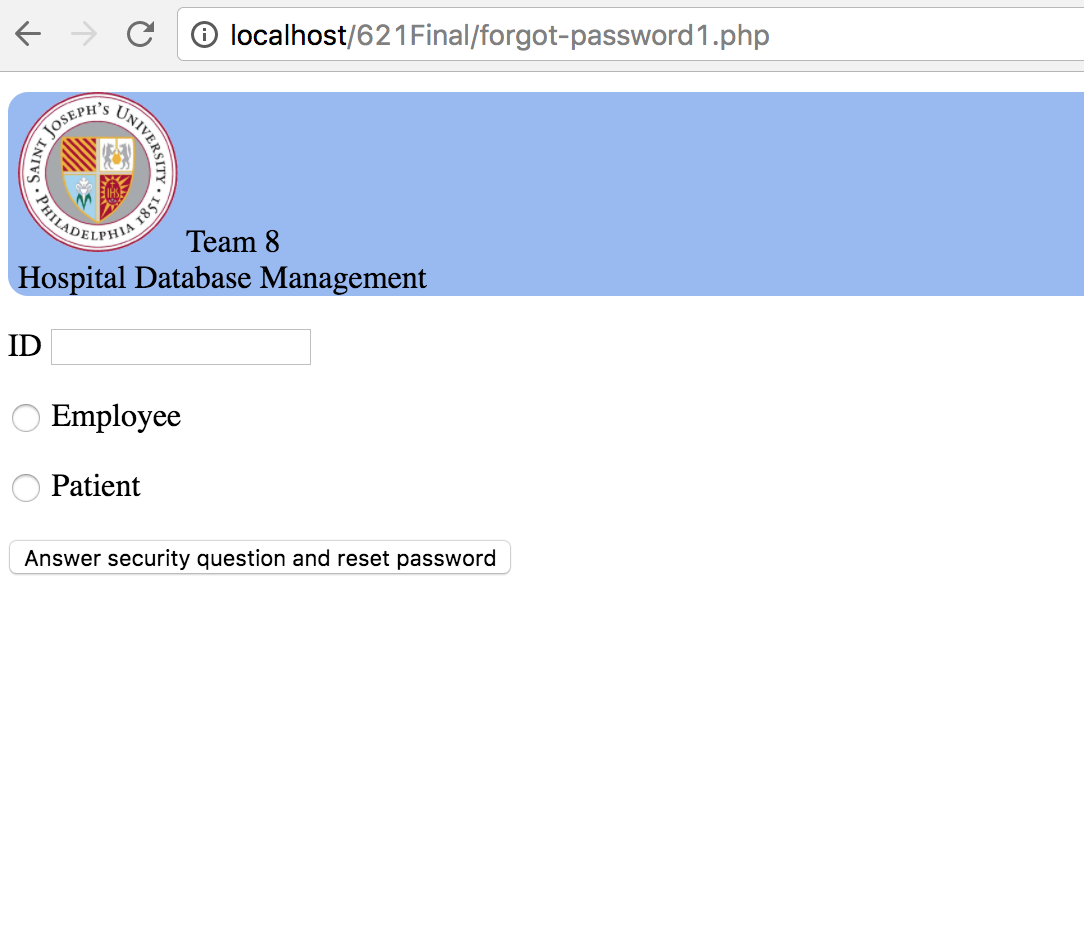 localhost/621Final/forgot-password1.php
SAINT JOSEPH'S UNIVERSITY
PHILADELPHIA 1851
IHS
Team 8
Hospital Database Management
ID
Employee
Patient
Answer security question and reset password